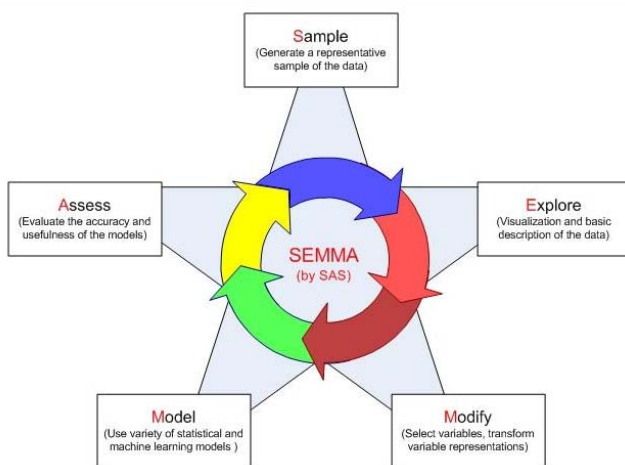 Sample
(Generate a representative
sample of the data)
Assess
(Evaluate the accuracy and
usefulness of the models)
Explore
(Visualization and basic
description of the data)
SEMMA
(by SAS)
Model
(Use variety of statistical and
machine learning models )
Modify
(Select variables, transform
variable representations)